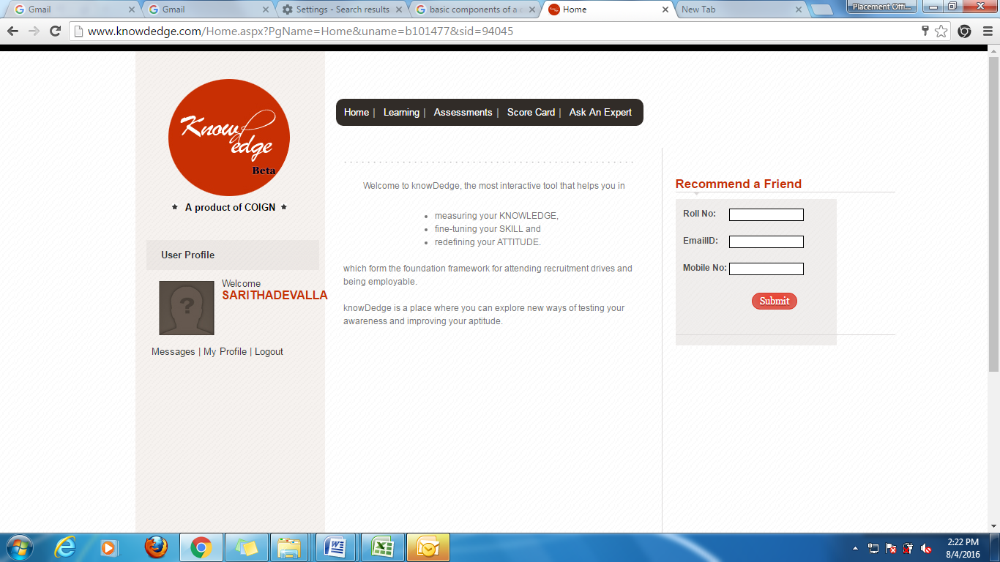 Gmail
Gmail
Settings - Search results
basic components of a
Home
New Tab
Placement Offi...
www.knowdedge.com/Home.aspx?PgName=Home&uname=b101477&sid=94045
Know
edge
Beta
A product of COIGN
Home | Learning | Assessments | Score Card | Ask An Expert
Welcome to knowDedge, the most interactive tool that helps you in
• measuring your KNOWLEDGE,
• fine-tuning your SKILL and
• redefining your ATTITUDE.
which form the foundation framework for attending recruitment drives and
being employable.
knowDedge is a place where you can explore new ways of testing your
awareness and improving your aptitude.
User Profile
Welcome
SARITHADEVALLA
Messages | My Profile | Logout
Recommend a Friend
Roll No:
EmailID:
Mobile No:
Submit
2:22 PM
8/4/2016